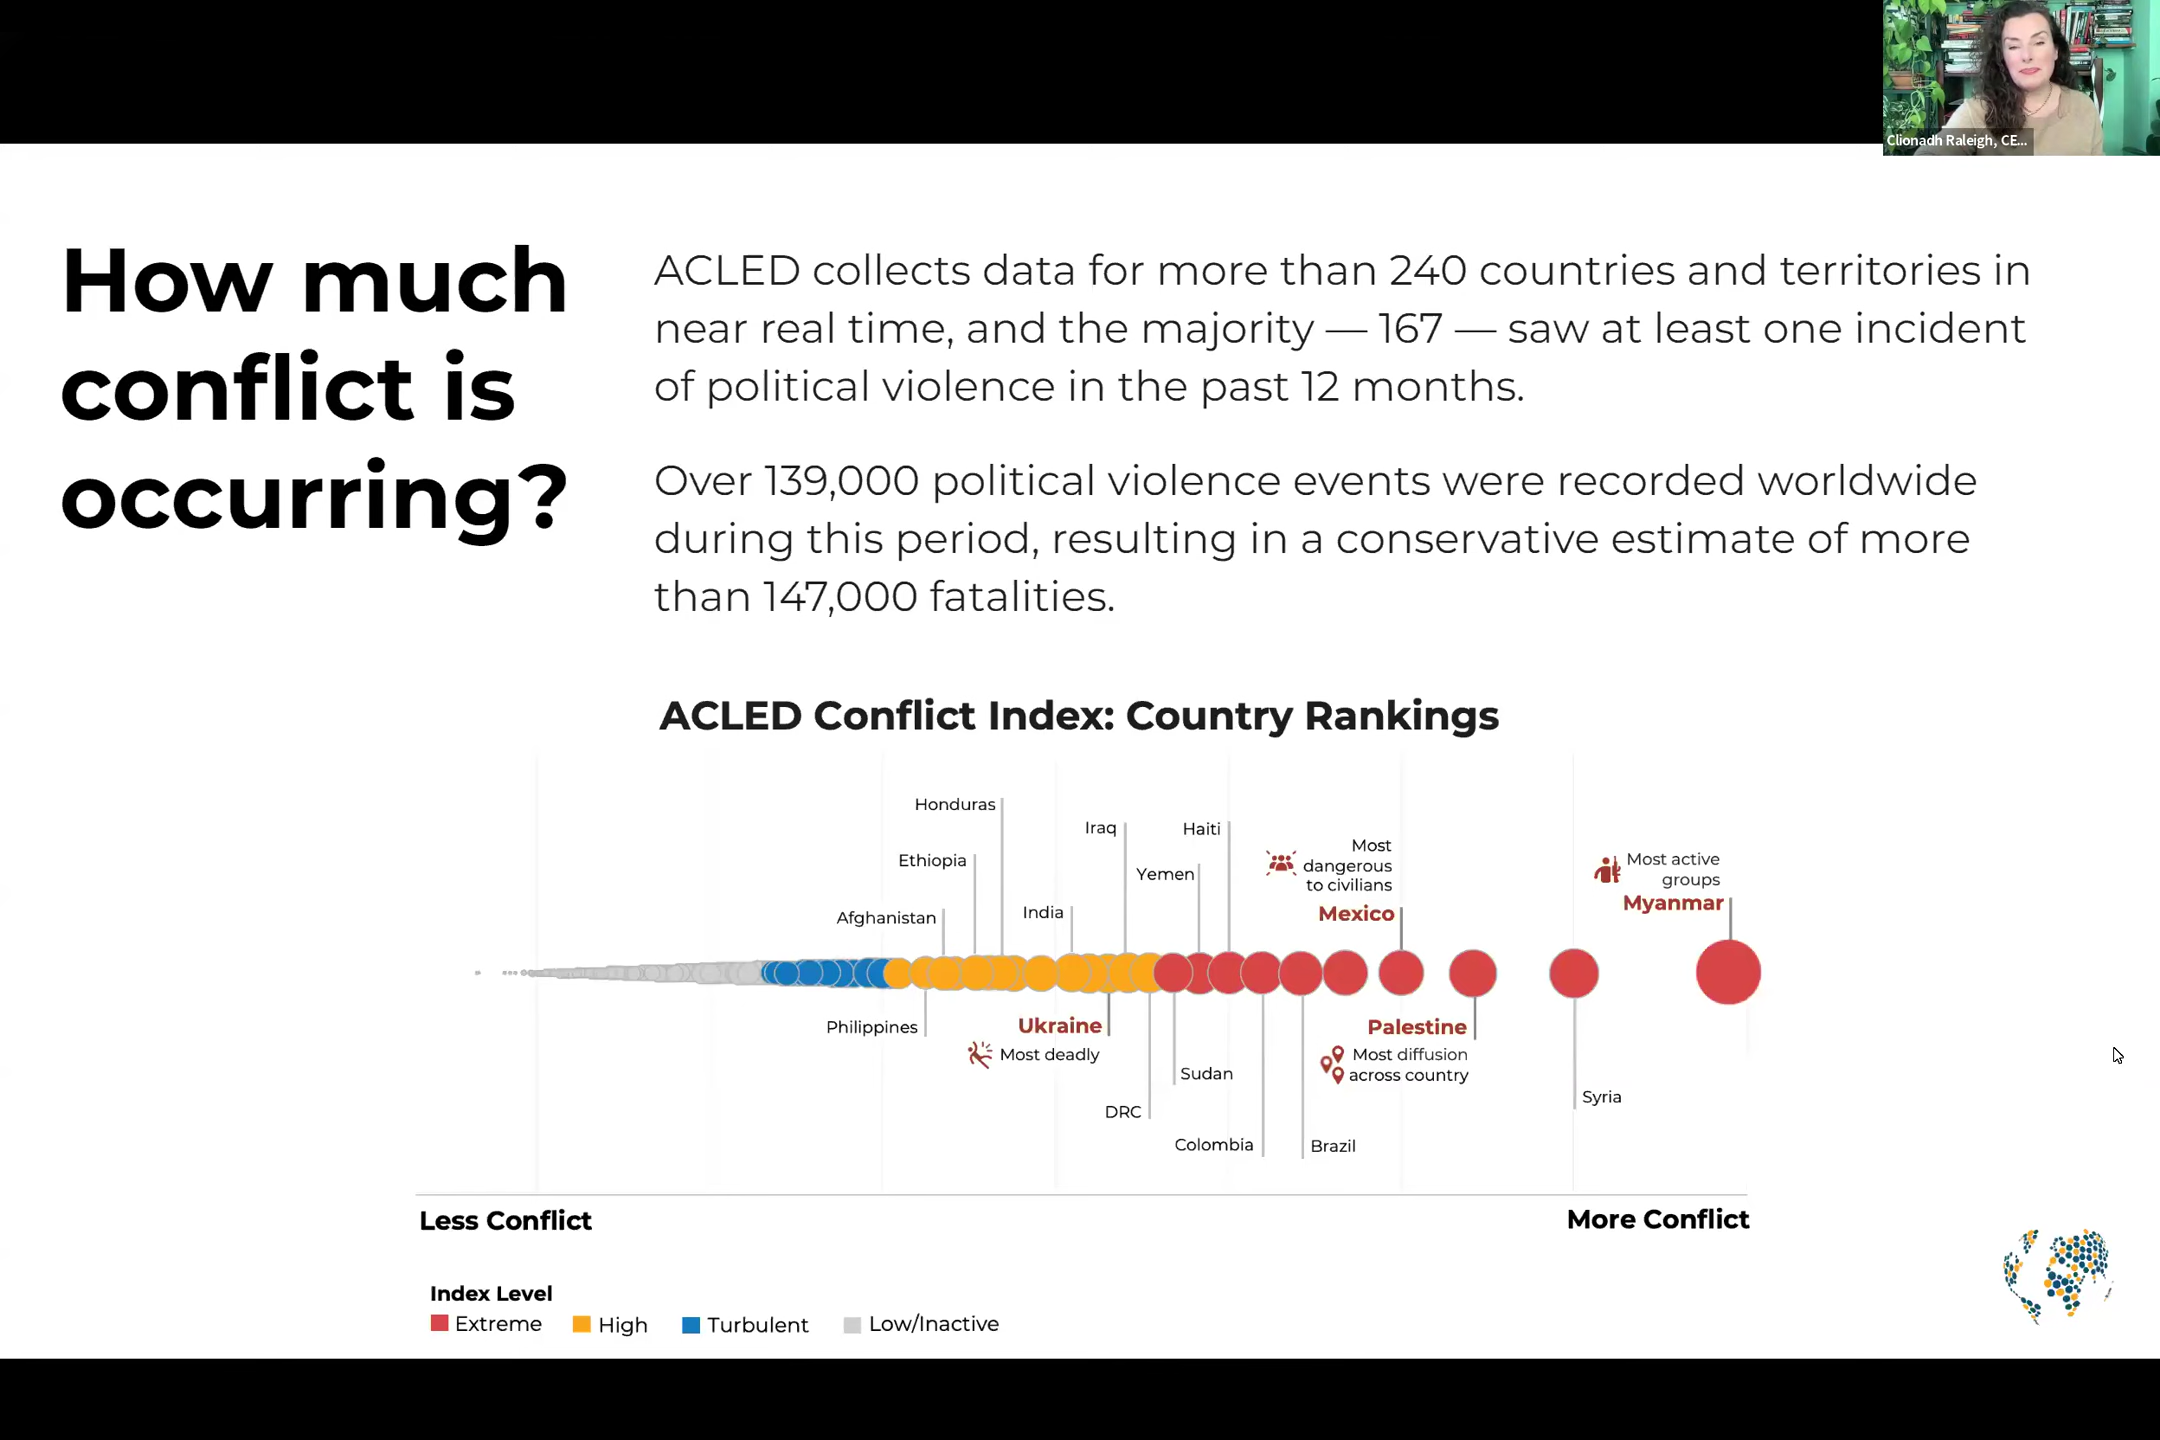 Clionadh Raleigh, CE...
How much
conflict is
occurring?
ACLED collects data for more than 240 countries and territories in
near real time, and the majority — 167 — saw at least one incident
of political violence in the past 12 months.
Over 139,000 political violence events were recorded worldwide
during this period, resulting in a conservative estimate of more
than 147,000 fatalities.
ACLED Conflict Index: Country Rankings
Honduras
Iraq
Haiti
Ethiopia
Yemen
Most
dangerous
to civilians
Mexico
Most active
groups
Myanmar
Afghanistan
India
Philippines
Ukraine
Most deadly
Palestine
Most diffusion
across country
Sudan
DRC
Syria
Colombia
Brazil
Less Conflict
More Conflict
Index Level
Extreme
High
Turbulent
Low/Inactive